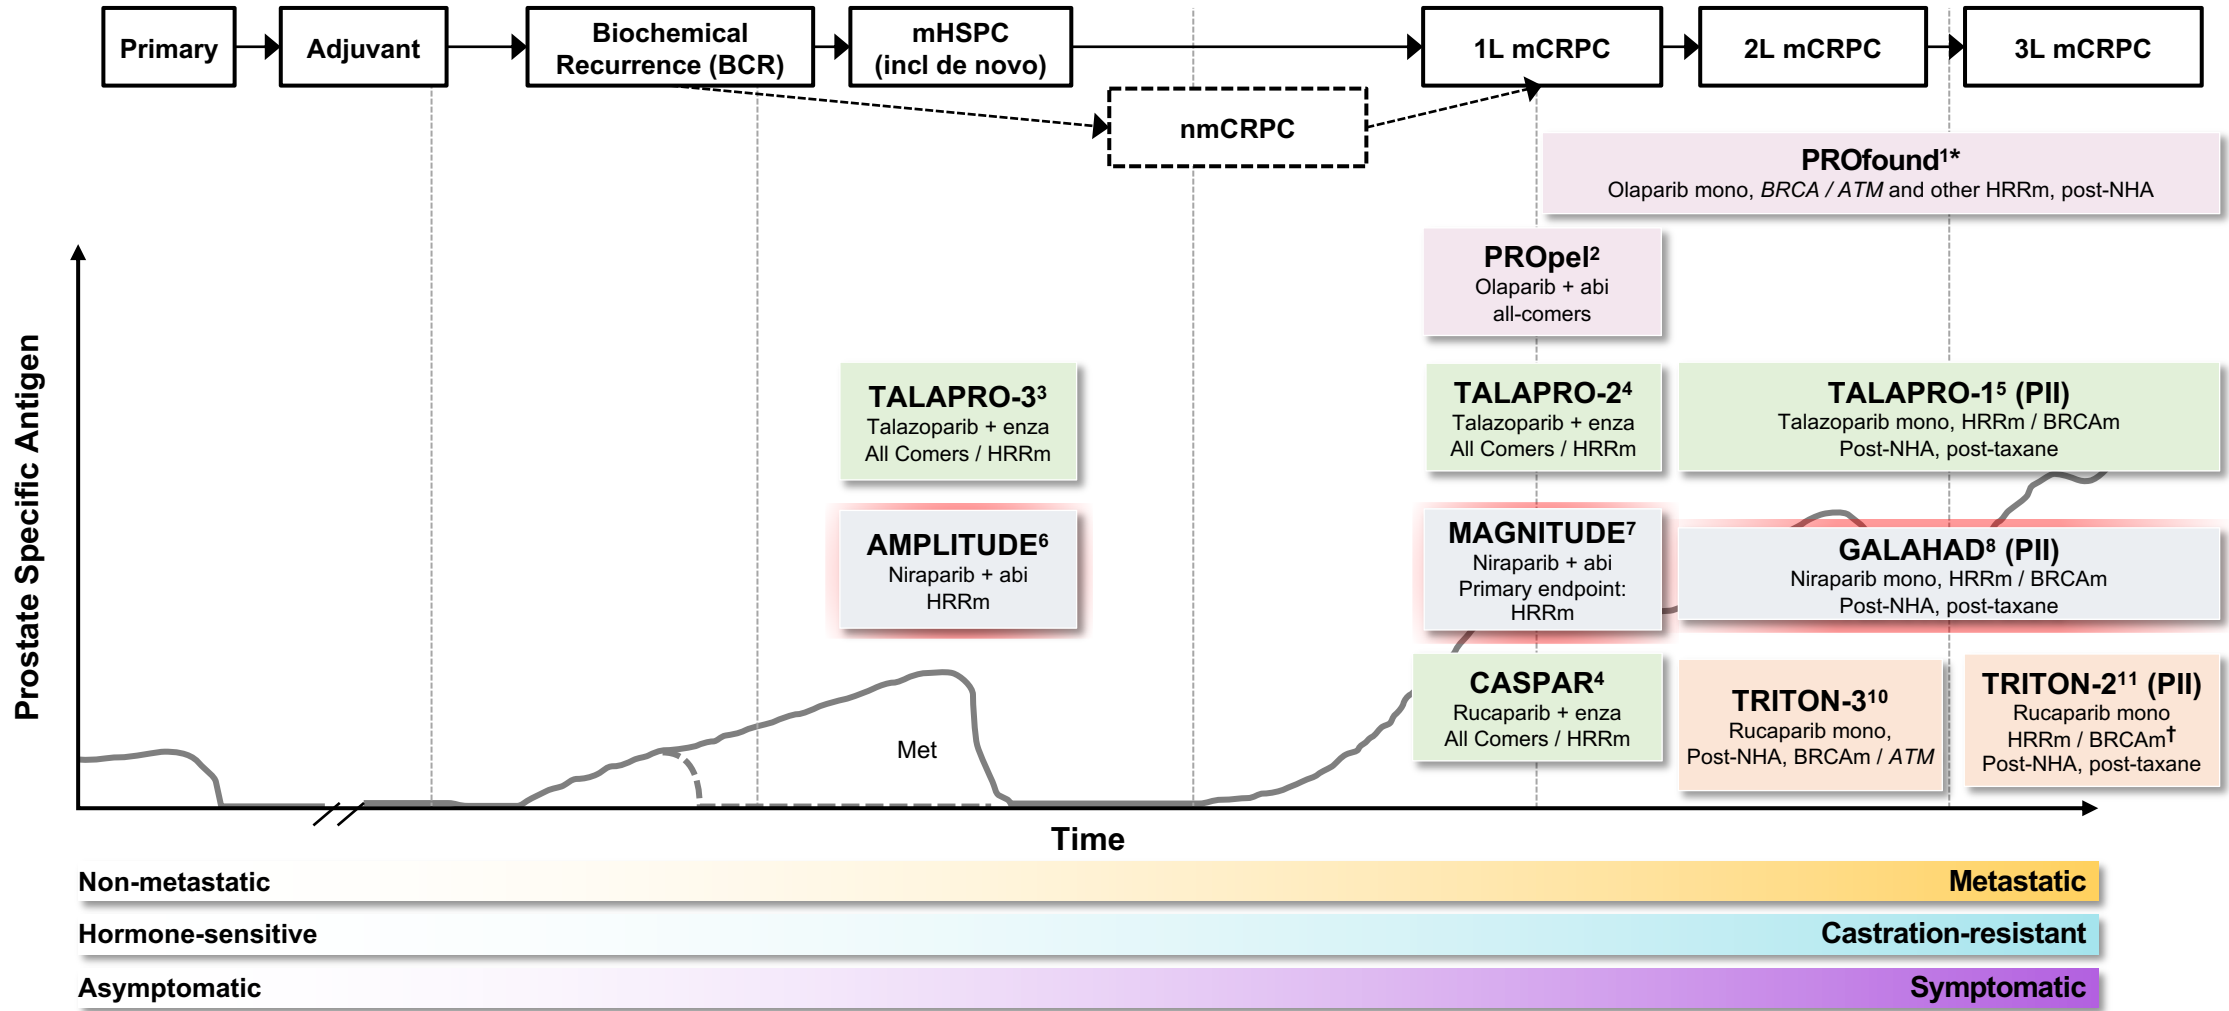 Primary
Adjuvant
Biochemical
Recurrence (BCR)
mHSPC
(incl de novo)
1L mCRPC
2L mCRPC
3L mCRPC
nmCRPC
PROfound¹*
Olaparib mono, BRCA / ATM and other HRRm, post-NHA
PROpel²
Olaparib + abi
all-comers
TALAPRO-3³
Talazoparib + enza
All Comers / HRRm
TALAPRO-2⁴
Talazoparib + enza
All Comers / HRRm
TALAPRO-1⁵ (PII)
Talazoparib mono, HRRm / BRCAm
Post-NHA, post-taxane
AMPLITUDE⁶
Niraparib + abi
HRRm
MAGNITUDE⁷
Niraparib + abi
Primary endpoint:
HRRm
GALAHAD⁸ (PII)
Niraparib mono, HRRm / BRCAm
Post-NHA, post-taxane
CASPAR⁴
Rucaparib + enza
All Comers / HRRm
TRITON-3¹⁰
Rucaparib mono,
Post-NHA, BRCAm / ATM
TRITON-2¹¹ (PII)
Rucaparib mono
HRRm / BRCAm†
Post-NHA, post-taxane
Prostate Specific Antigen
Met
Time
Non-metastatic
Metastatic
Hormone-sensitive
Castration-resistant
Asymptomatic
Symptomatic